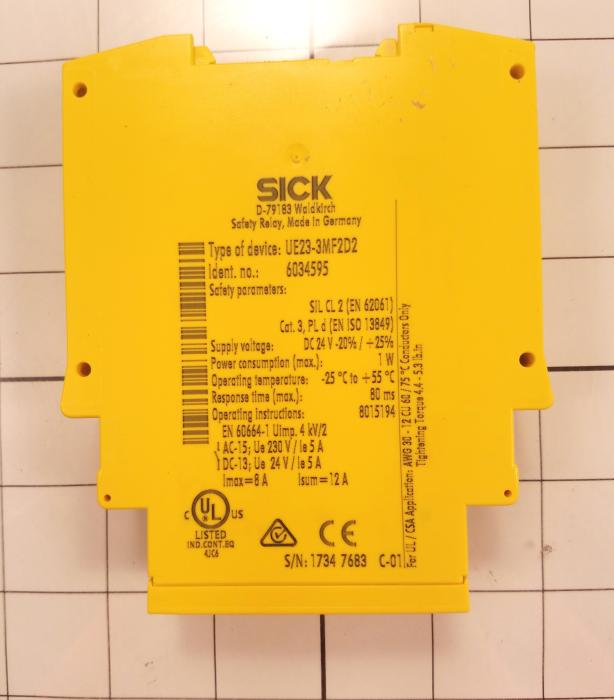 SICK
D-79183 Waldkirch
Safety Relay, Made in Germany
Type of device: UE23-3MF2D2
Ident. no.: 6034595
Safety parameters:
SIL CL 2 (EN 62061)
Cat. 3, PL d (EN ISO 13849)
Supply voltage: DC 24 V -20% / +25%
Power consumption (max.): 1 W
Operating temperature: -25 °C to +55 °C
Response time (max.): 80 ms
Operating instructions: 8015194
EN 60664-1 Uimp. 4 kV/2
AC-15; Ue 230 V / Ie 5 A
DC-13; Ue 24 V / Ie 5 A
Imax=8 A Isum=12 A
C UL US
LISTED
IND.CONT.EQ
4JC6
CE
S/N: 1734 7683 C-01
For UL / CSA Application: AWG 30 - 12 CU 60 / 75 °C Conductors Only
Tightening Torque 4,4 - 5,3 lb.in